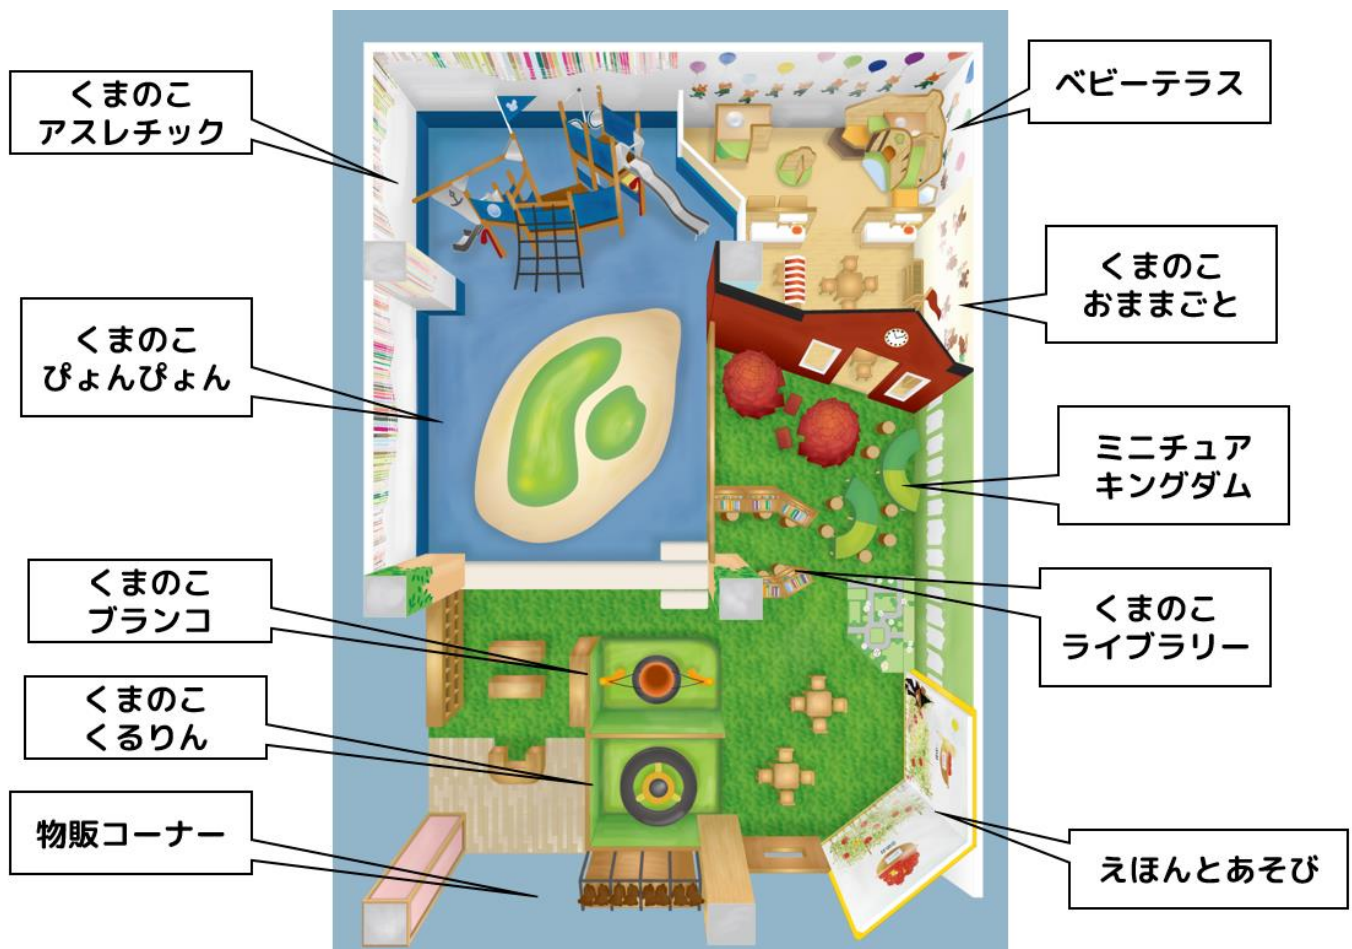 くまのこ
アスレチック
くまのこ
ぴょんぴょん
くまのこ
ブランコ
くまのこ
くるりん
物販コーナー
ベビーテラス
くまのこ
おままごと
ミニチュア
キングダム
くまのこ
ライブラリー
えほんとあそび